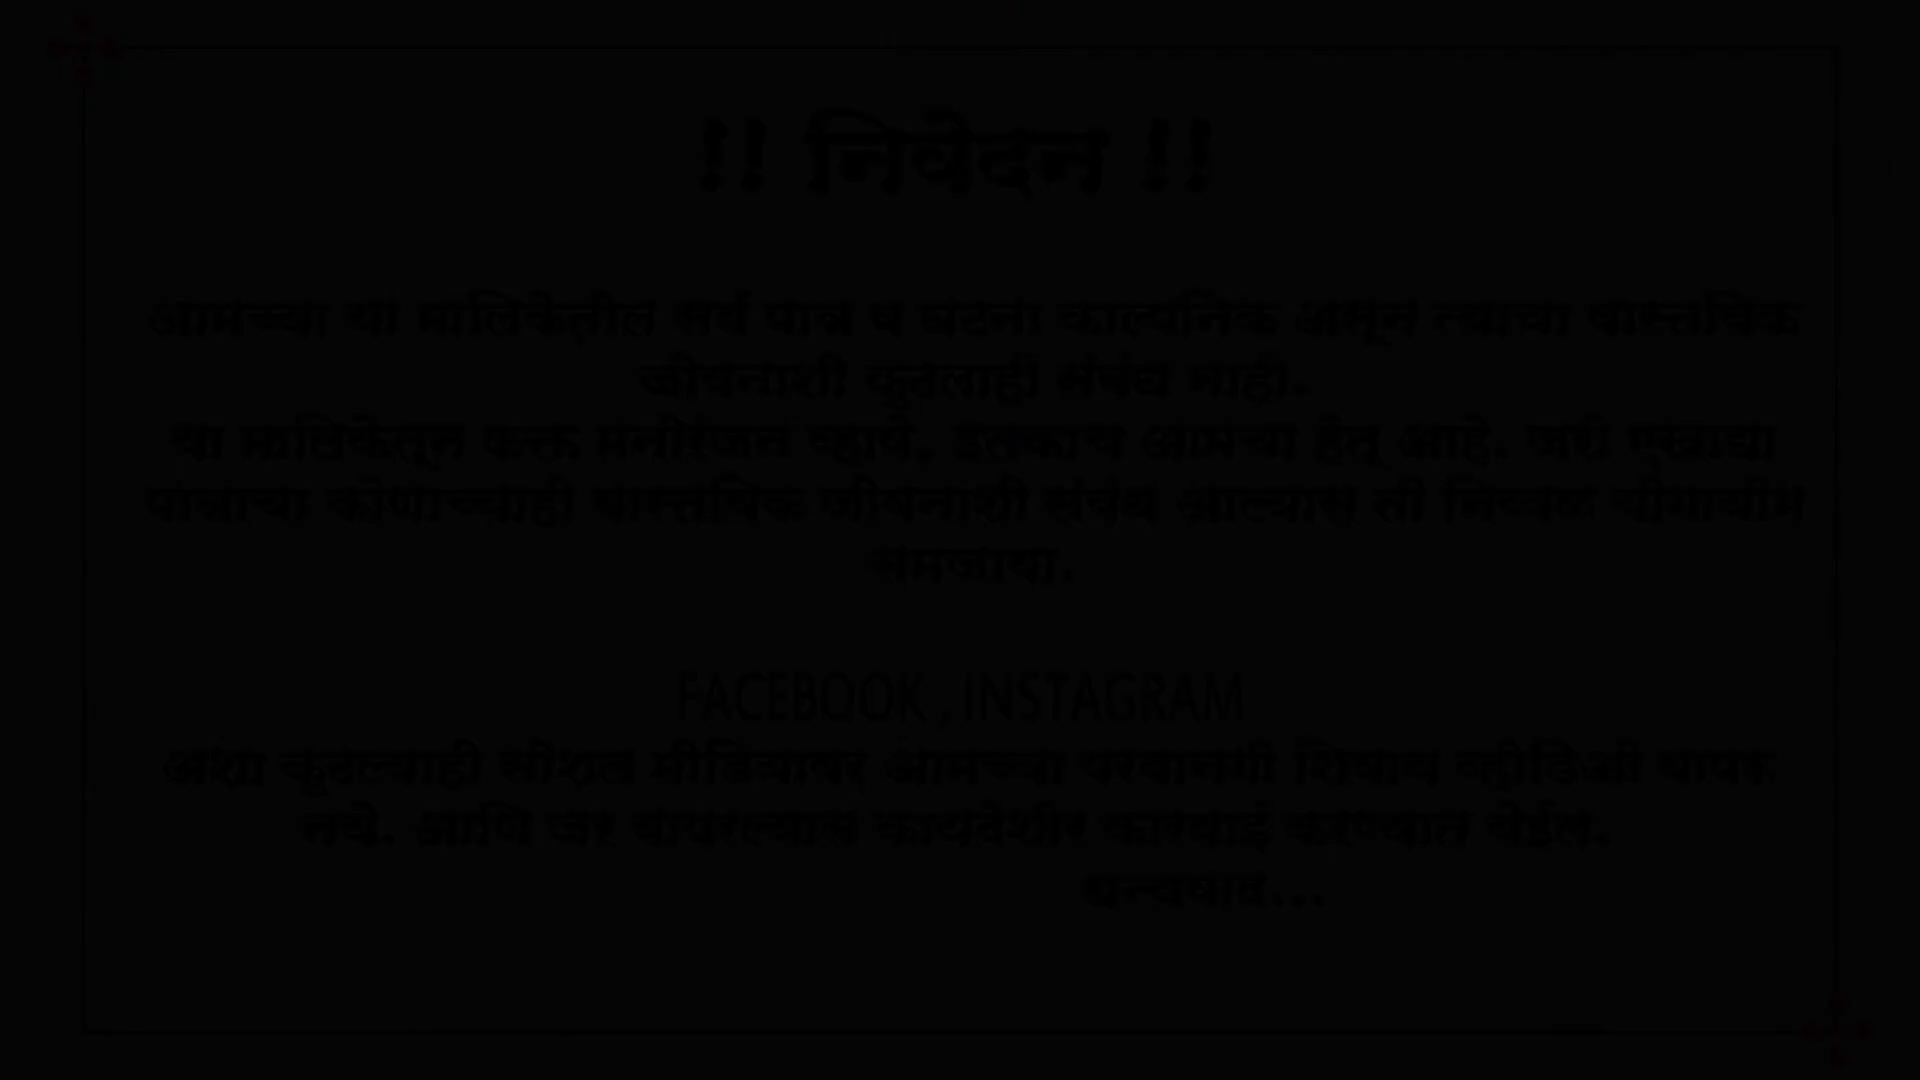 !! निवेदन !!
आमच्या या मालिकेतील सर्व पात्र व घटना काल्पनिक असून त्याचा वास्तविक
जीवनाशी कुठलाही संबंध नाही.
या मालिकेतून फक्त मनोरंजन व्हावे, इतकाच आमचा हेतू आहे. जरी एखाद्या
पात्राचा कोणाच्याही वास्तविक जीवनाशी संबंध आल्यास तो निव्वळ योगायोग
समजावा.
FACEBOOK , INSTAGRAM
अशा कुठल्याही सोशल मीडियावर आमच्या परवानगी शिवाय व्हीडिओ वापरू
नये. आणि जर वापरल्यास कायदेशीर कारवाई करण्यात येईल.
धन्यवाद...